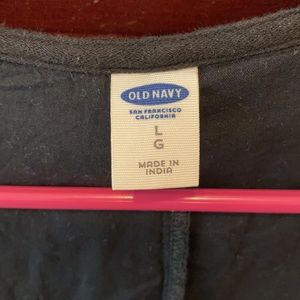 OLD NAVY
SAN FRANCISCO
CALIFORNIA
L
G
MADE IN
INDIA